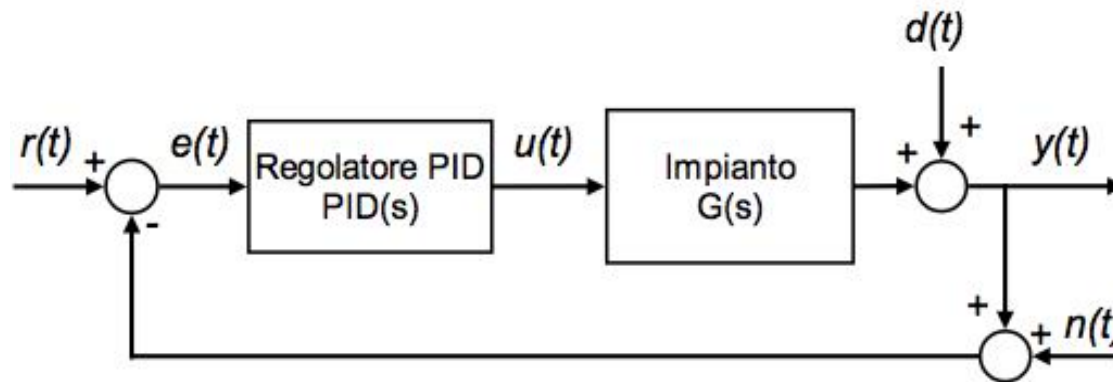 d(t)
r(t)
+
e(t)
Regolatore PID
PID(s)
u(t)
Impianto
G(s)
+
+
y(t)
-
+
+
n(t)